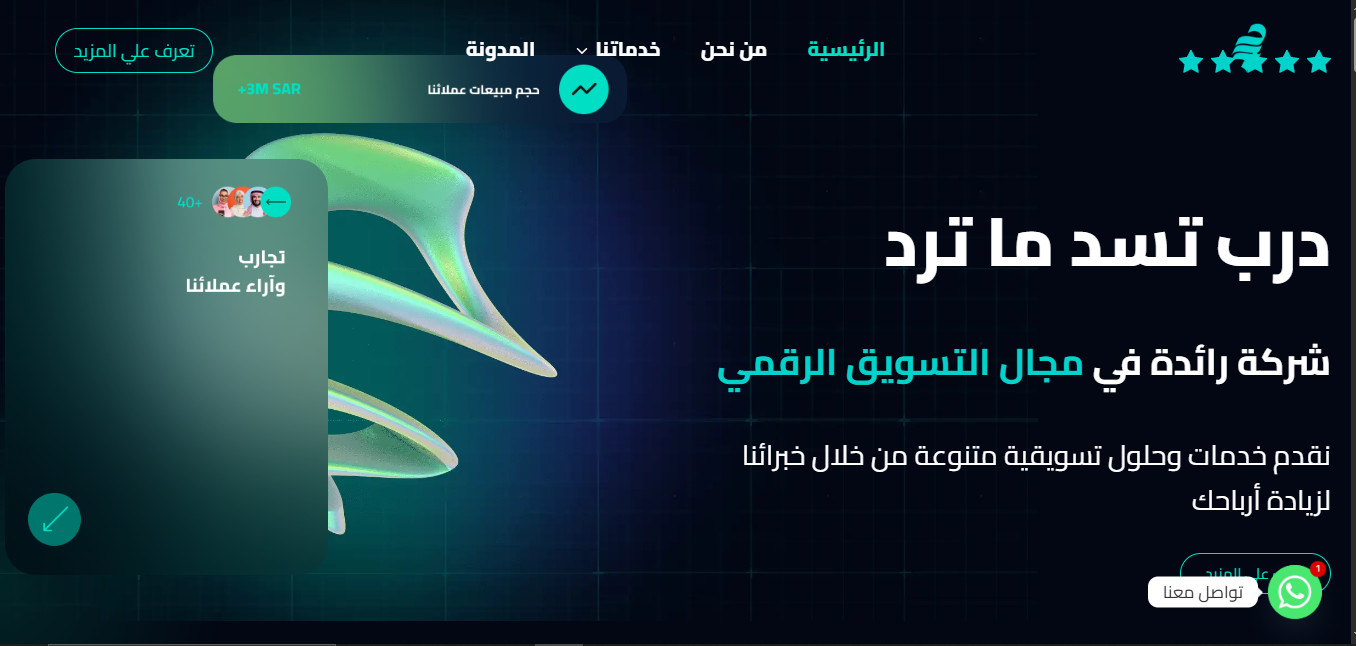 الرئيسية
من نحن
خدماتنا
المدونة
تعرف علي المزيد
حجم مبيعات عملائنا
+3M SAR
درب تسد ما ترد
شركة رائدة في مجال التسويق الرقمي
نقدم خدمات وحلول تسويقية متنوعة من خلال خبرائنا
لزيادة أرباحك
40+
تجارب
وآراء عملائنا
علي المزيد
1
تواصل معنا